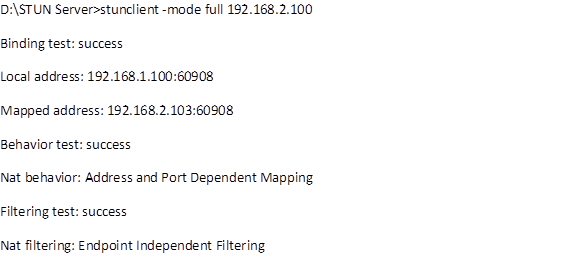 D:\STUN Server>stunclient -mode full 192.168.2.100
Binding test: success
Local address: 192.168.1.100:60908
Mapped address: 192.168.2.103:60908
Behavior test: success
Nat behavior: Address and Port Dependent Mapping
Filtering test: success
Nat filtering: Endpoint Independent Filtering